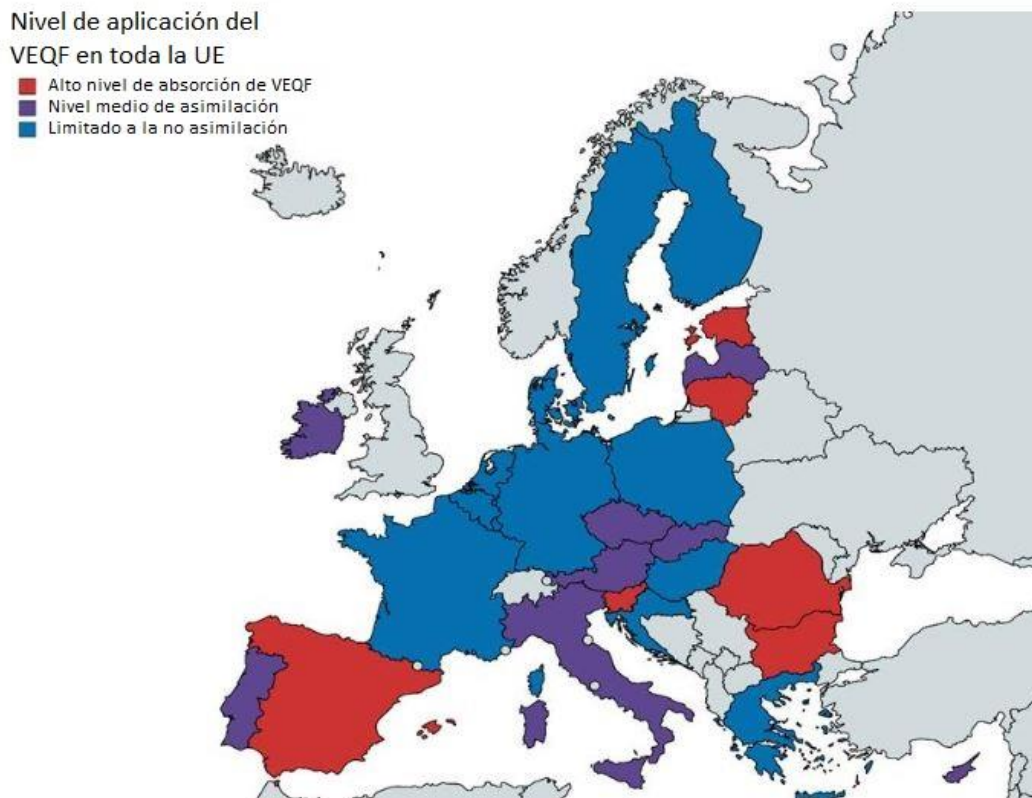 Nivel de aplicación del
VEQF en toda la UE
Alto nivel de absorción de VEQF
Nivel medio de asimilación
Limitado a la no asimilación